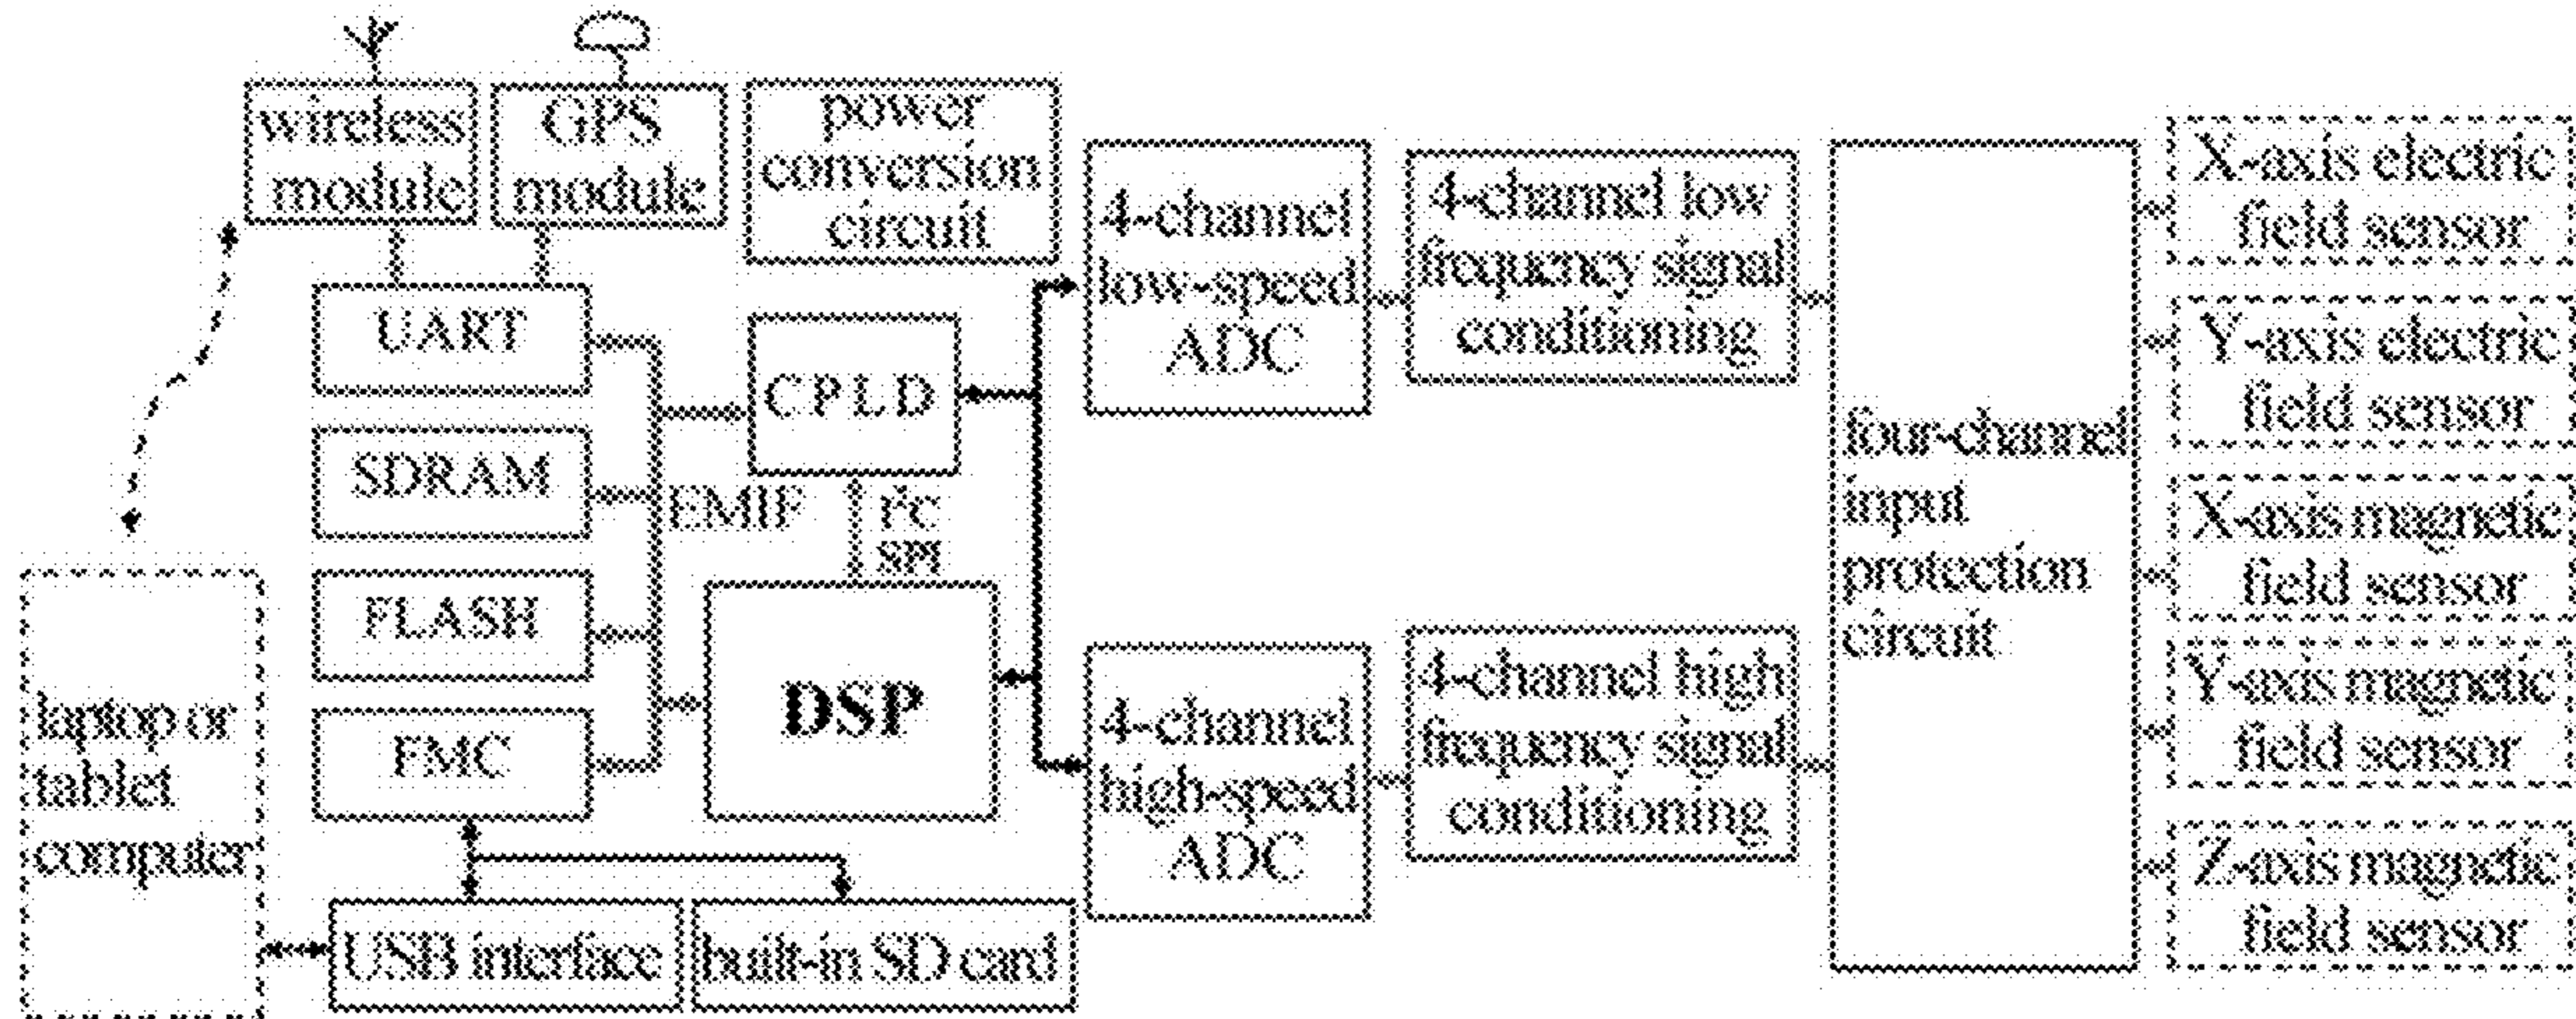 wireless
module
GPS
module
power
conversion
circuit
UART
SDRAM
FLASH
FMC
CPLD
EMIF
I²C
SPI
DSP
laptop or
tablet
computer
USB interface
built-in SD card
4-channel
low-speed
ADC
4-channel low
frequency signal
conditioning
4-channel
high-speed
ADC
4-channel high
frequency signal
conditioning
four-channel
input
protection
circuit
X-axis electric
field sensor
Y-axis electric
field sensor
X-axis magnetic
field sensor
Y-axis magnetic
field sensor
Z-axis magnetic
field sensor